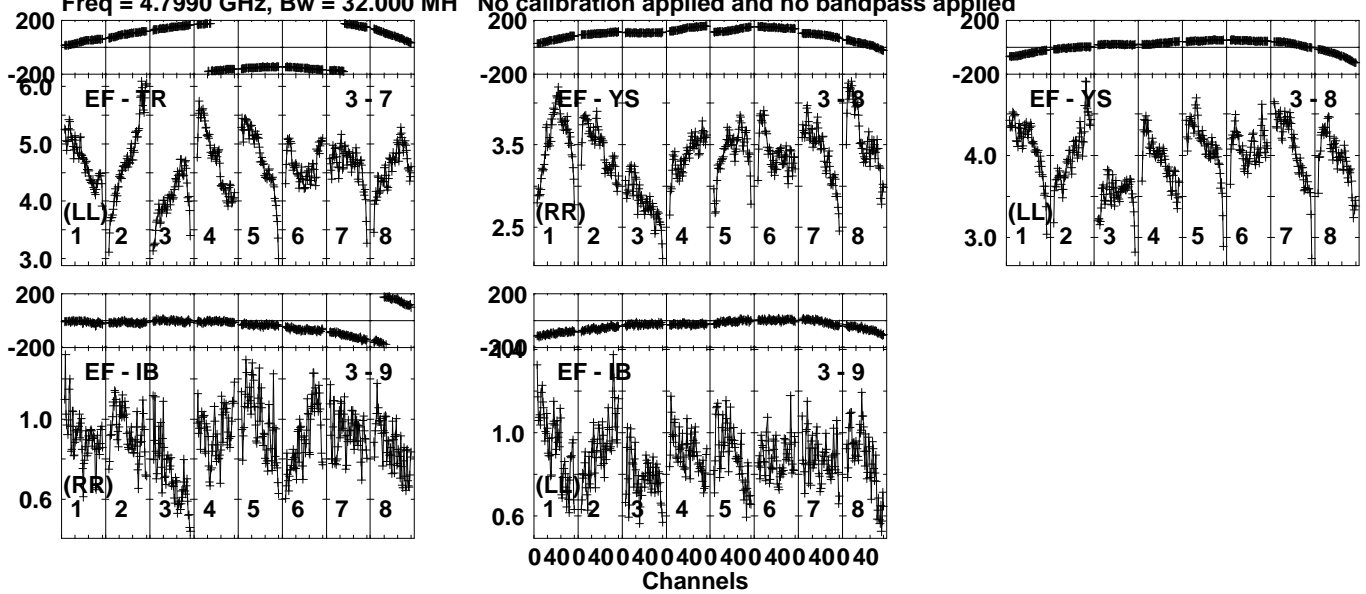 Freq = 4.7990 GHz, Bw = 32.000 MH No calibration applied and no bandpass applied
200
-200
6.0
5.0
4.0
3.0
EF - TR 3 - 7
(LL)
1 2 3 4 5 6 7 8
200
-200
3.5
2.5
EF - YS 3 - 8
(RR)
1 2 3 4 5 6 7 8
200
-200
4.0
3.0
EF - YS 3 - 8
(LL)
1 2 3 4 5 6 7 8
200
-200
1.0
0.6
EF - IB 3 - 9
(RR)
1 2 3 4 5 6 7 8
200
-200
1.4
1.0
0.6
EF - IB 3 - 9
(LL)
1 2 3 4 5 6 7 8
0 40 0 40 0 40 0 40 0 40 0 40 0 40 0 40
Channels